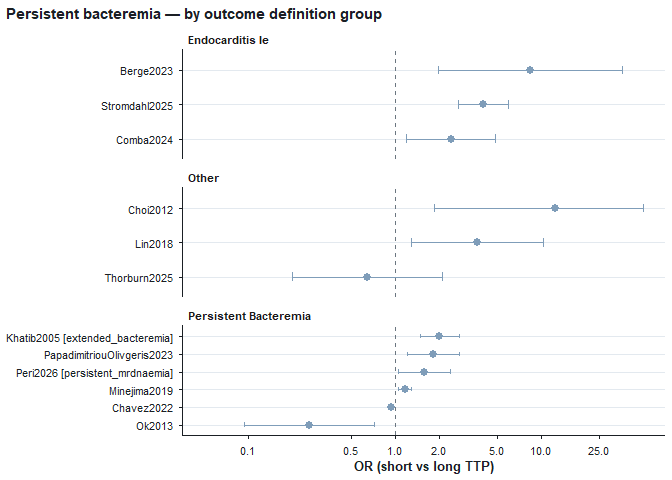 Persistent bacteremia — by outcome definition group
Endocarditis Ie
Berge2023
Stromdahl2025
Comba2024
Other
Choi2012
Lin2018
Thorburn2025
Persistent Bacteremia
Khatib2005 [extended_bacteremia]
PapadimitriouOlivgeris2023
Peri2026 [persistent_mrdnaemia]
Minejima2019
Chavez2022
Ok2013
0.1 0.5 1.0 2.0 5.0 10.0 25.0
OR (short vs long TTP)